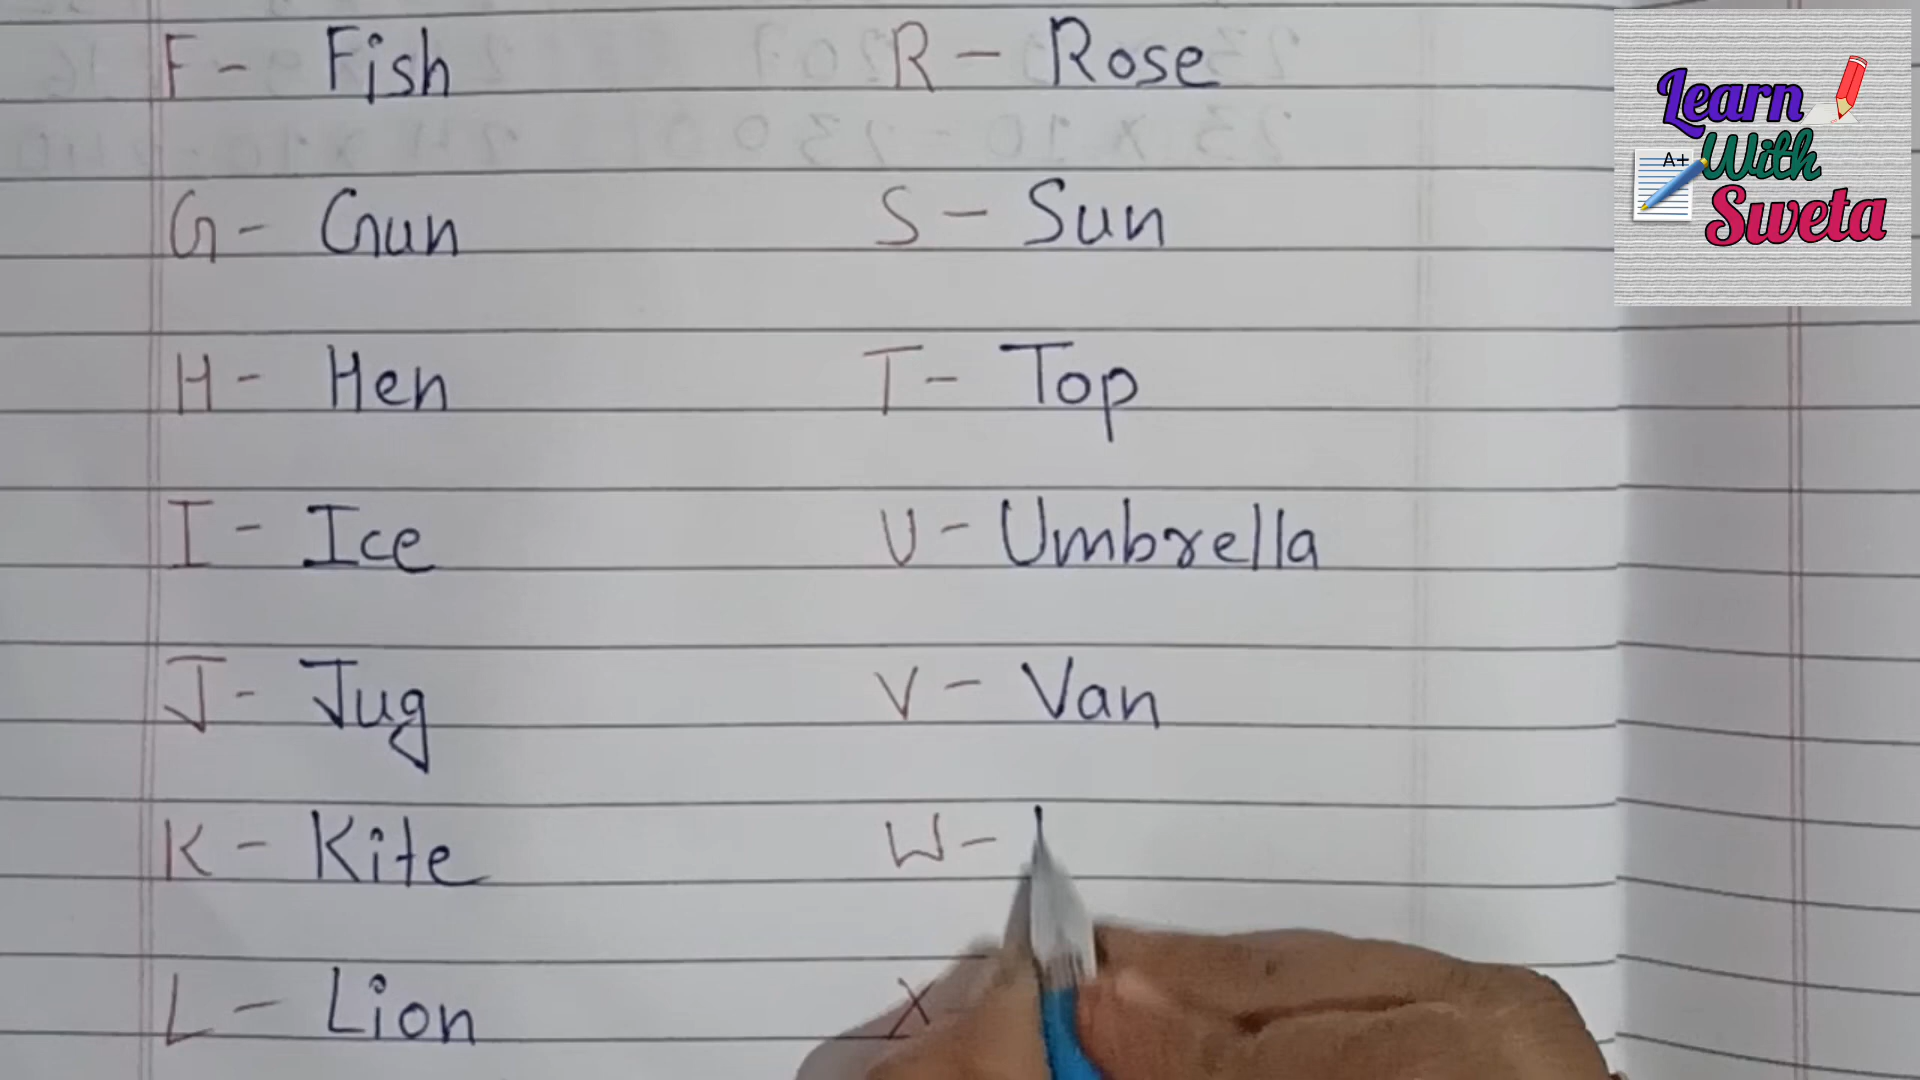 F - Fish
G - Gun
H - Hen
I - Ice
J - Jug
K - Kite
L - Lion
R - Rose
S - Sun
T - Top
U - Umbrella
V - Van
W -
X
Learn
With
A+
Sweta